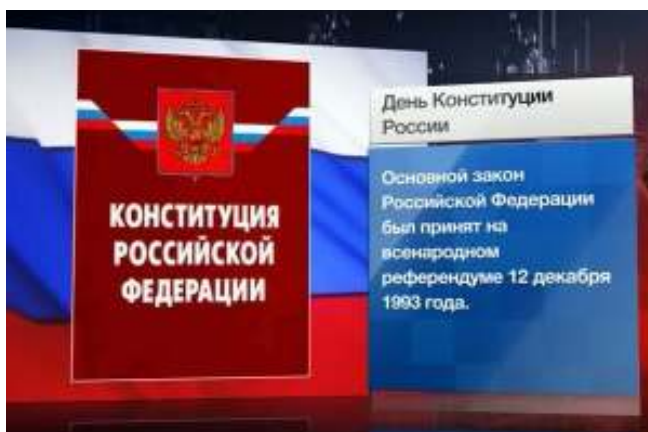 КОНСТИТУЦИЯ
РОССИЙСКОЙ
ФЕДЕРАЦИИ
День Конституции
России
Основной закон
Российской Федерации
был принят на
всенародном
референдуме 12 декабря
1993 года.